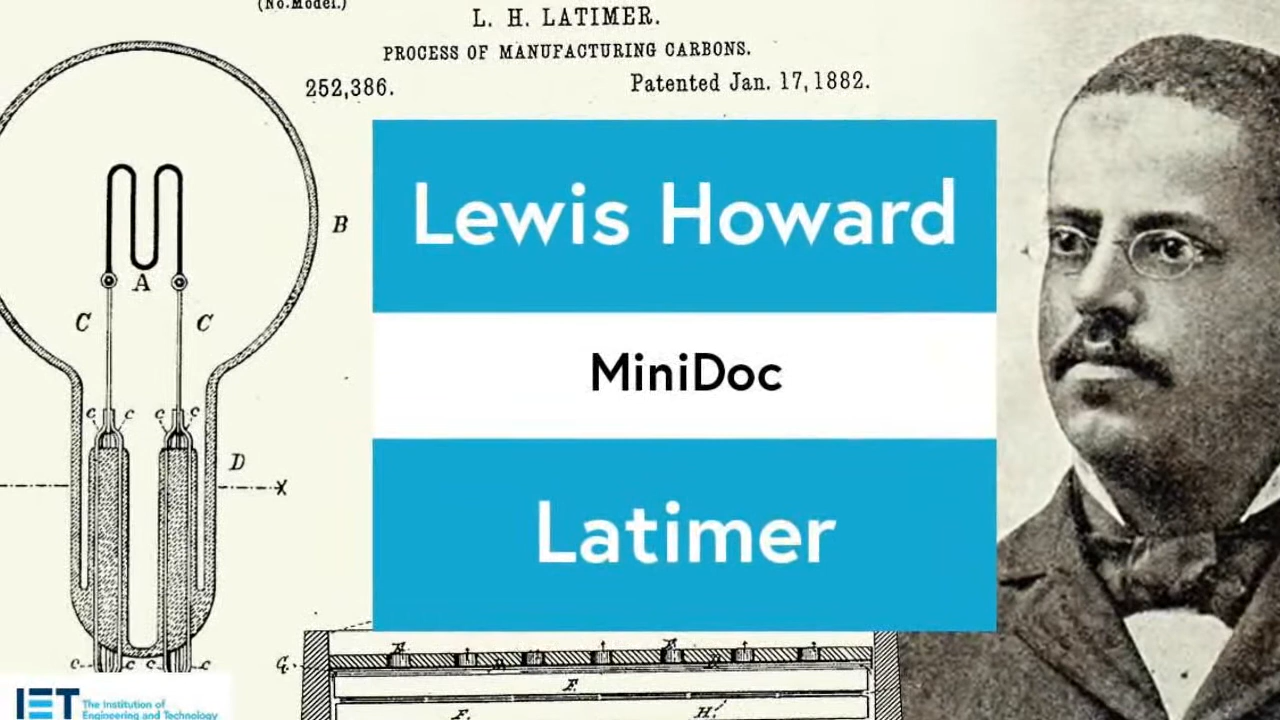 (No Model.)
L. H. LATIMER.
PROCESS OF MANUFACTURING CARBONS.
252,386.
Patented Jan. 17, 1882.
Lewis Howard
MiniDoc
Latimer
B
A
C C
c c c c
D
c c c c
G.
F.
F. H.
IET The Institution of
Engineering and Technology